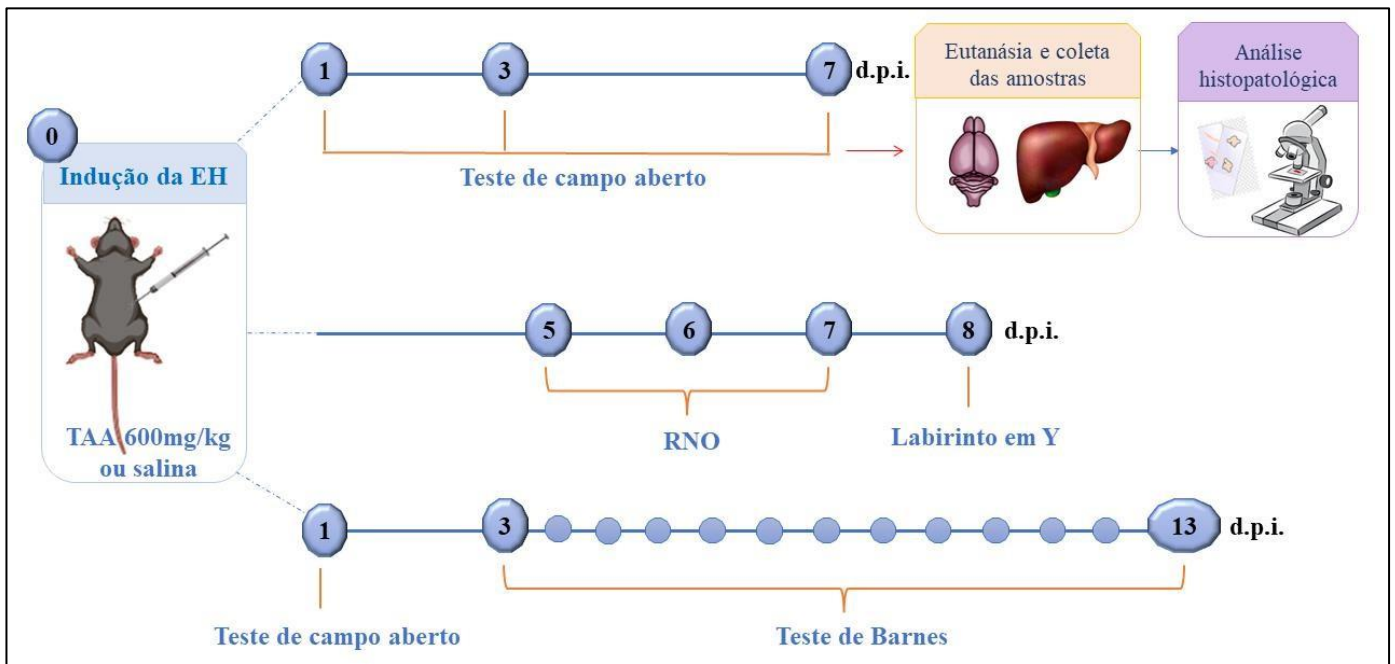 0
Indução da EH
TAA 600mg/kg
ou salina
1
3
7
d.p.i.
Teste de campo aberto
Eutanásia e coleta
das amostras
Análise
histopatológica
5
6
7
8
d.p.i.
RNO
Labirinto em Y
1
3
13
d.p.i.
Teste de campo aberto
Teste de Barnes